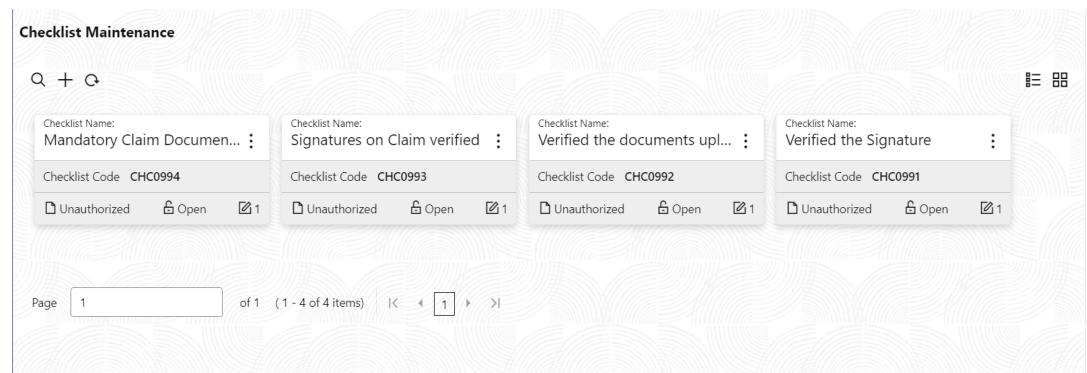 Checklist Maintenance
Checklist Name:
Mandatory Claim Documen...
Checklist Code CHC0994
Unauthorized Open 1
Checklist Name:
Signatures on Claim verified
Checklist Code CHC0993
Unauthorized Open 1
Checklist Name:
Verified the documents upl...
Checklist Code CHC0992
Unauthorized Open 1
Checklist Name:
Verified the Signature
Checklist Code CHC0991
Unauthorized Open 1
Page 1 of 1 ( 1 - 4 of 4 items) 1